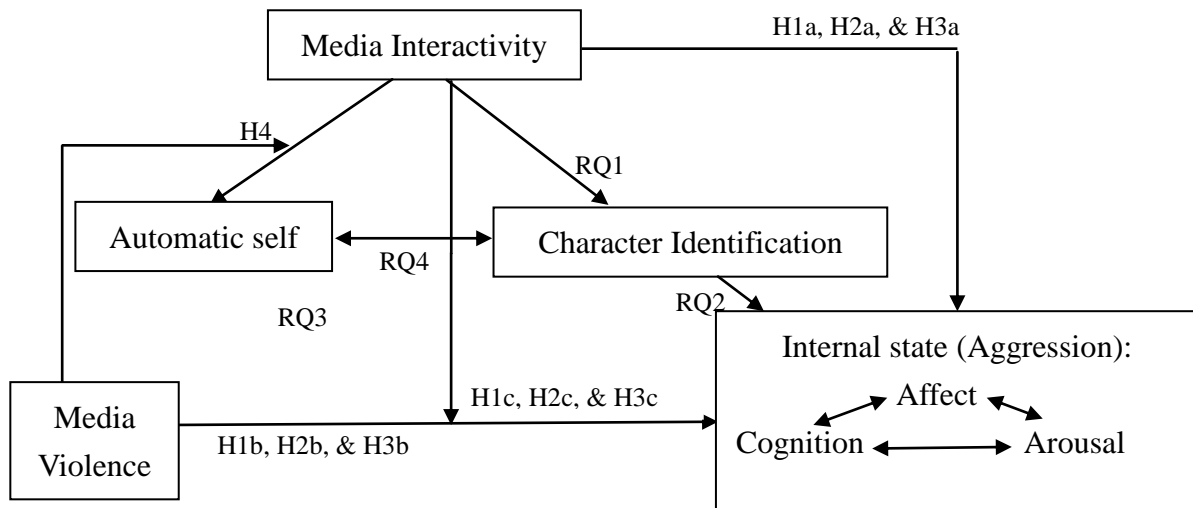 Media Interactivity
H1a, H2a, & H3a
H4
RQ1
Automatic self
Character Identification
RQ4
RQ3
RQ2
Internal state (Aggression):
Affect
Cognition
Arousal
Media
Violence
H1c, H2c, & H3c
H1b, H2b, & H3b